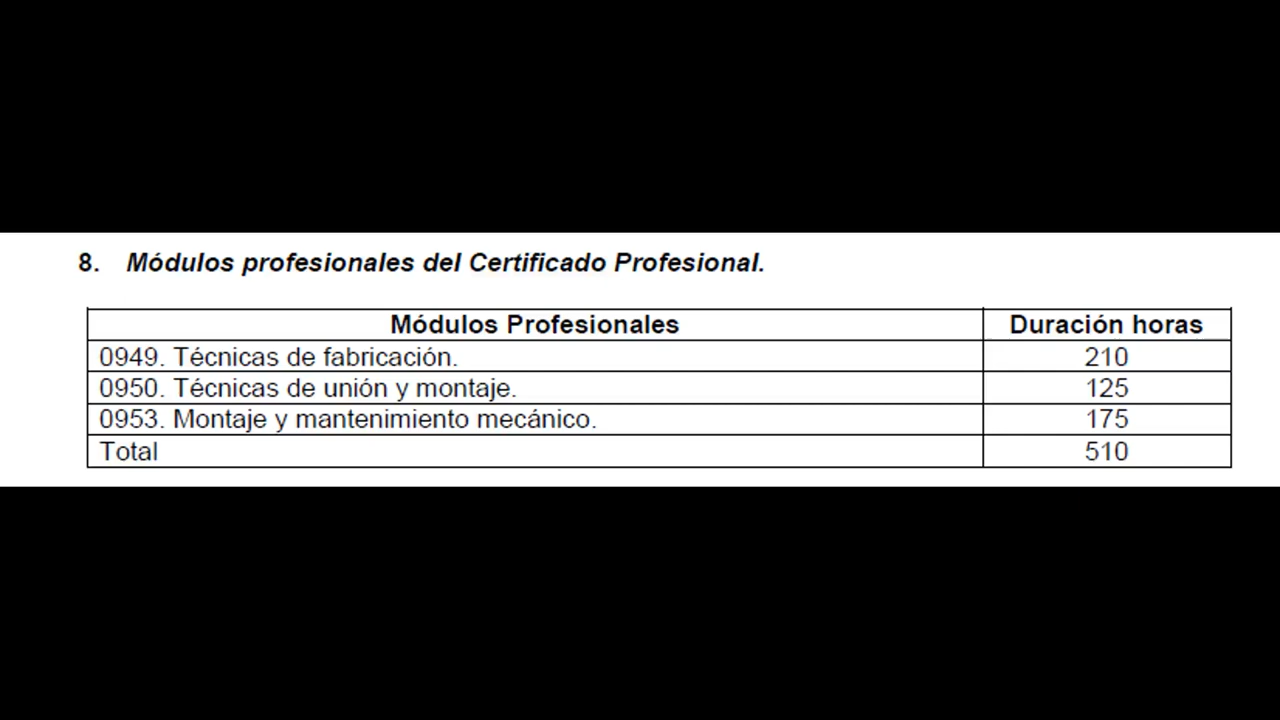 8. Módulos profesionales del Certificado Profesional.
Módulos Profesionales Duración horas
0949. Técnicas de fabricación. 210
0950. Técnicas de unión y montaje. 125
0953. Montaje y mantenimiento mecánico. 175
Total 510